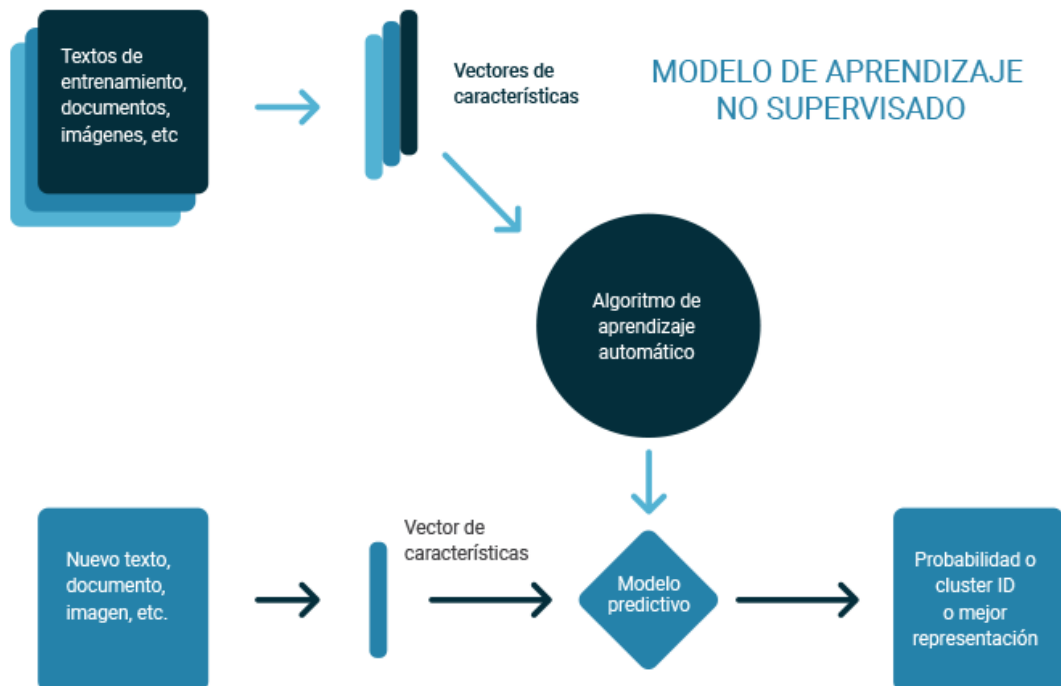 Textos de
entrenamiento,
documentos,
imágenes, etc
Vectores de
características
MODELO DE APRENDIZAJE
NO SUPERVISADO
Algoritmo de
aprendizaje
automático
Nuevo texto,
documento,
imagen, etc.
Vector de
características
Modelo
predictivo
Probabilidad o
cluster ID
o mejor
representación